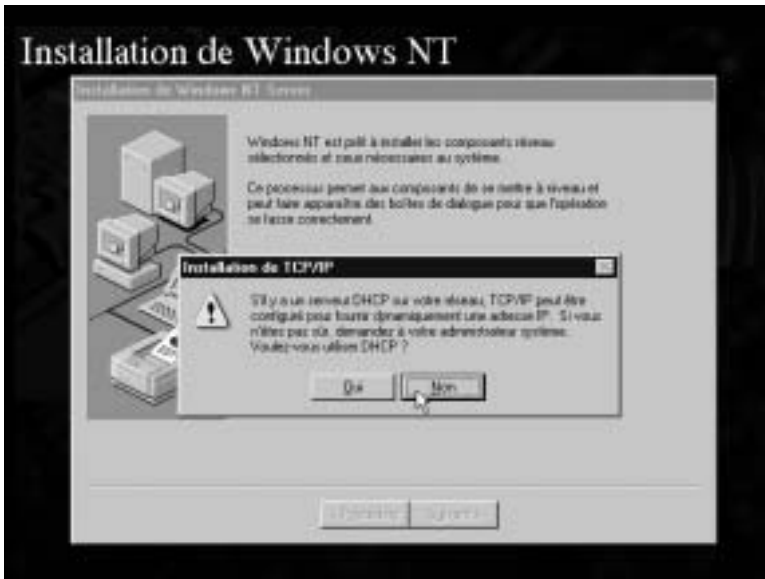 Installation de Windows NT
Installation de Windows NT Server
Windows NT est prêt à installer les composants réseau
sélectionnés et ceux nécessaires au système.
Ce processus permet aux composants de se mettre à niveau et
peut faire apparaître des boîtes de dialogue pour que l'opération
se fasse correctement.
Installation de TCP/IP
S'il y a un serveur DHCP sur votre réseau, TCP/IP peut être
configuré pour fournir dynamiquement une adresse IP. Si vous
n'êtes pas sûr, demandez à votre administrateur système.
Voulez-vous utiliser DHCP ?
Oui
Non